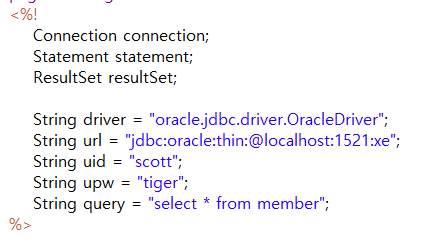 <%!
Connection connection;
Statement statement;
ResultSet resultSet;
String driver = "oracle.jdbc.driver.OracleDriver";
String url = "jdbc:oracle:thin:@localhost:1521:xe";
String uid = "scott";
String upw = "tiger";
String query = "select * from member";
%>